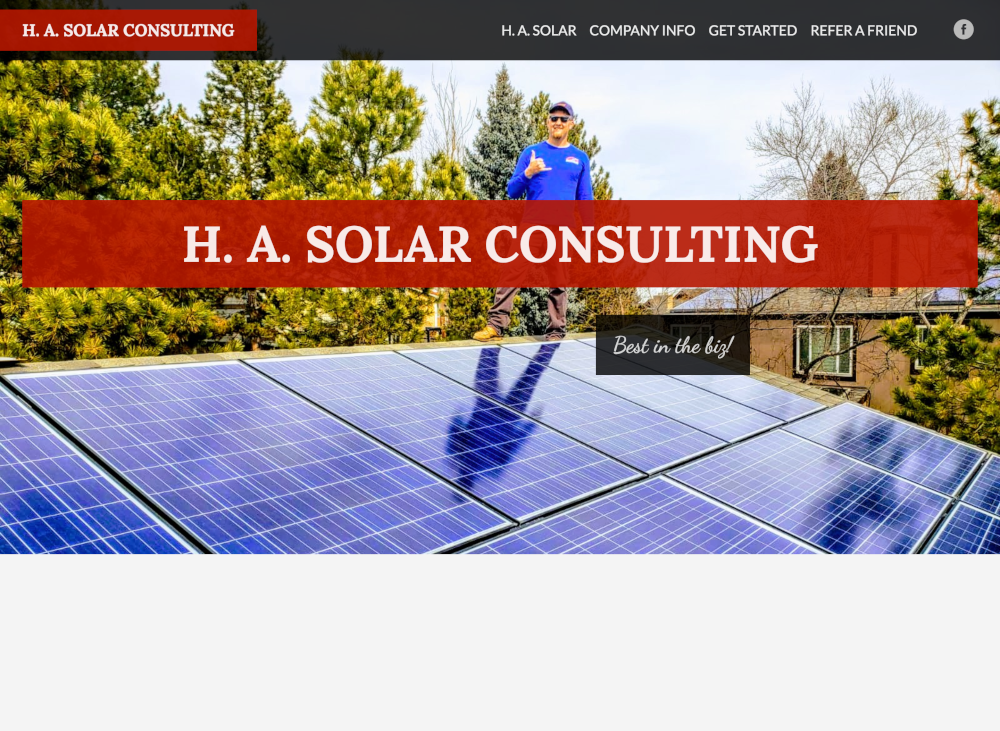 H. A. SOLAR CONSULTING
H. A. SOLAR COMPANY INFO GET STARTED REFER A FRIEND
H. A. SOLAR CONSULTING
Best in the biz!